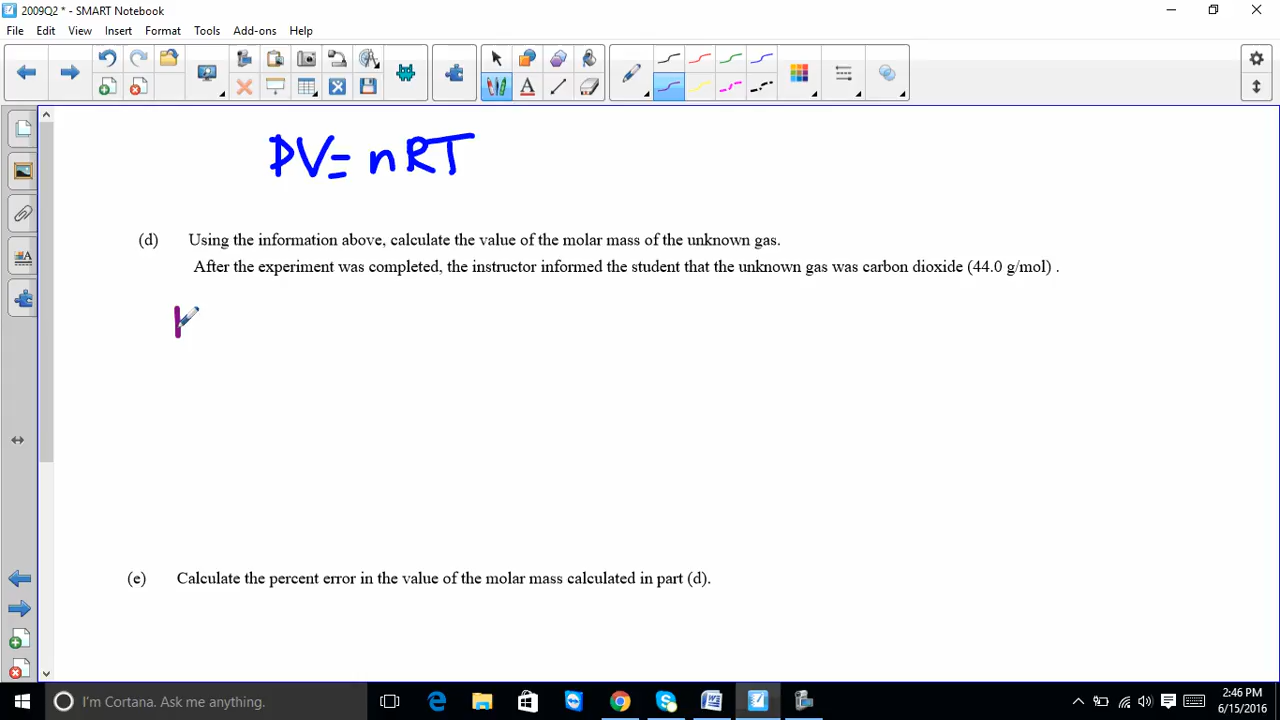 2009Q2 * - SMART Notebook
File Edit View Insert Format Tools Add-ons Help
PV= nRT
(d) Using the information above, calculate the value of the molar mass of the unknown gas.
After the experiment was completed, the instructor informed the student that the unknown gas was carbon dioxide (44.0 g/mol) .
(e) Calculate the percent error in the value of the molar mass calculated in part (d).
I'm Cortana. Ask me anything.
2:46 PM
6/15/2016